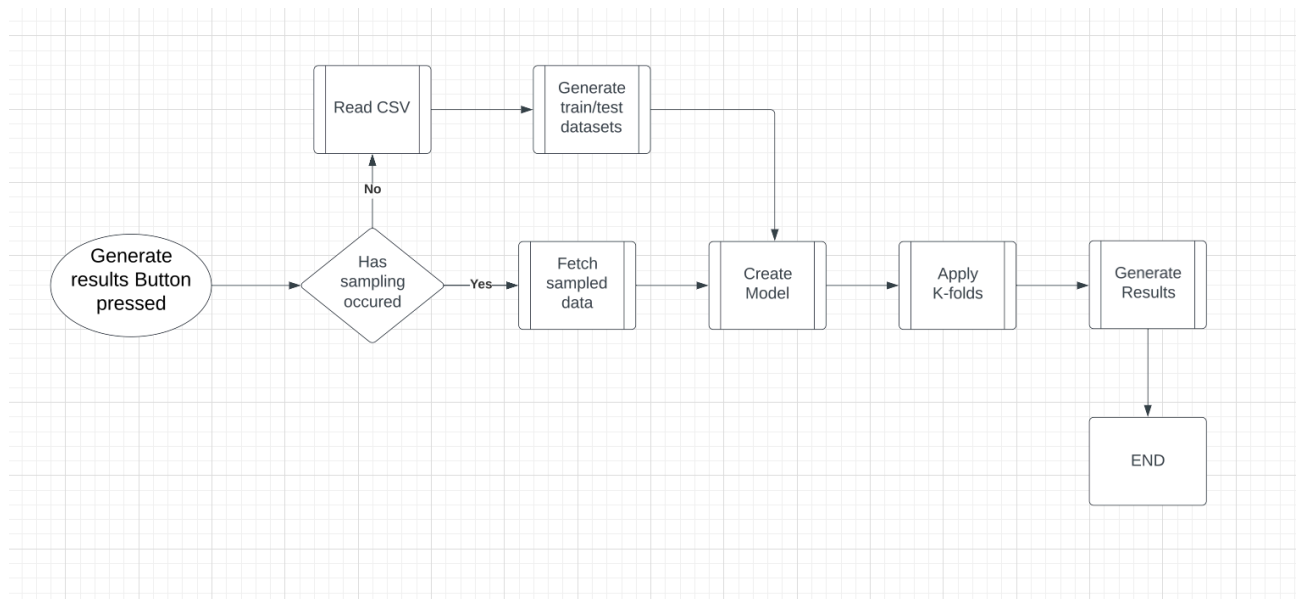 Read CSV
Generate
train/test
datasets
No
Generate
results Button
pressed
Has
sampling
occured
Yes
Fetch
sampled
data
Create
Model
Apply
K-folds
Generate
Results
END